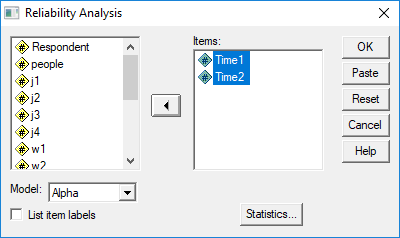 Reliability Analysis
Respondent
people
j1
j2
j3
j4
w1
w2
Items:
Time1
Time2
OK
Paste
Reset
Cancel
Help
Model: Alpha
List item labels
Statistics...